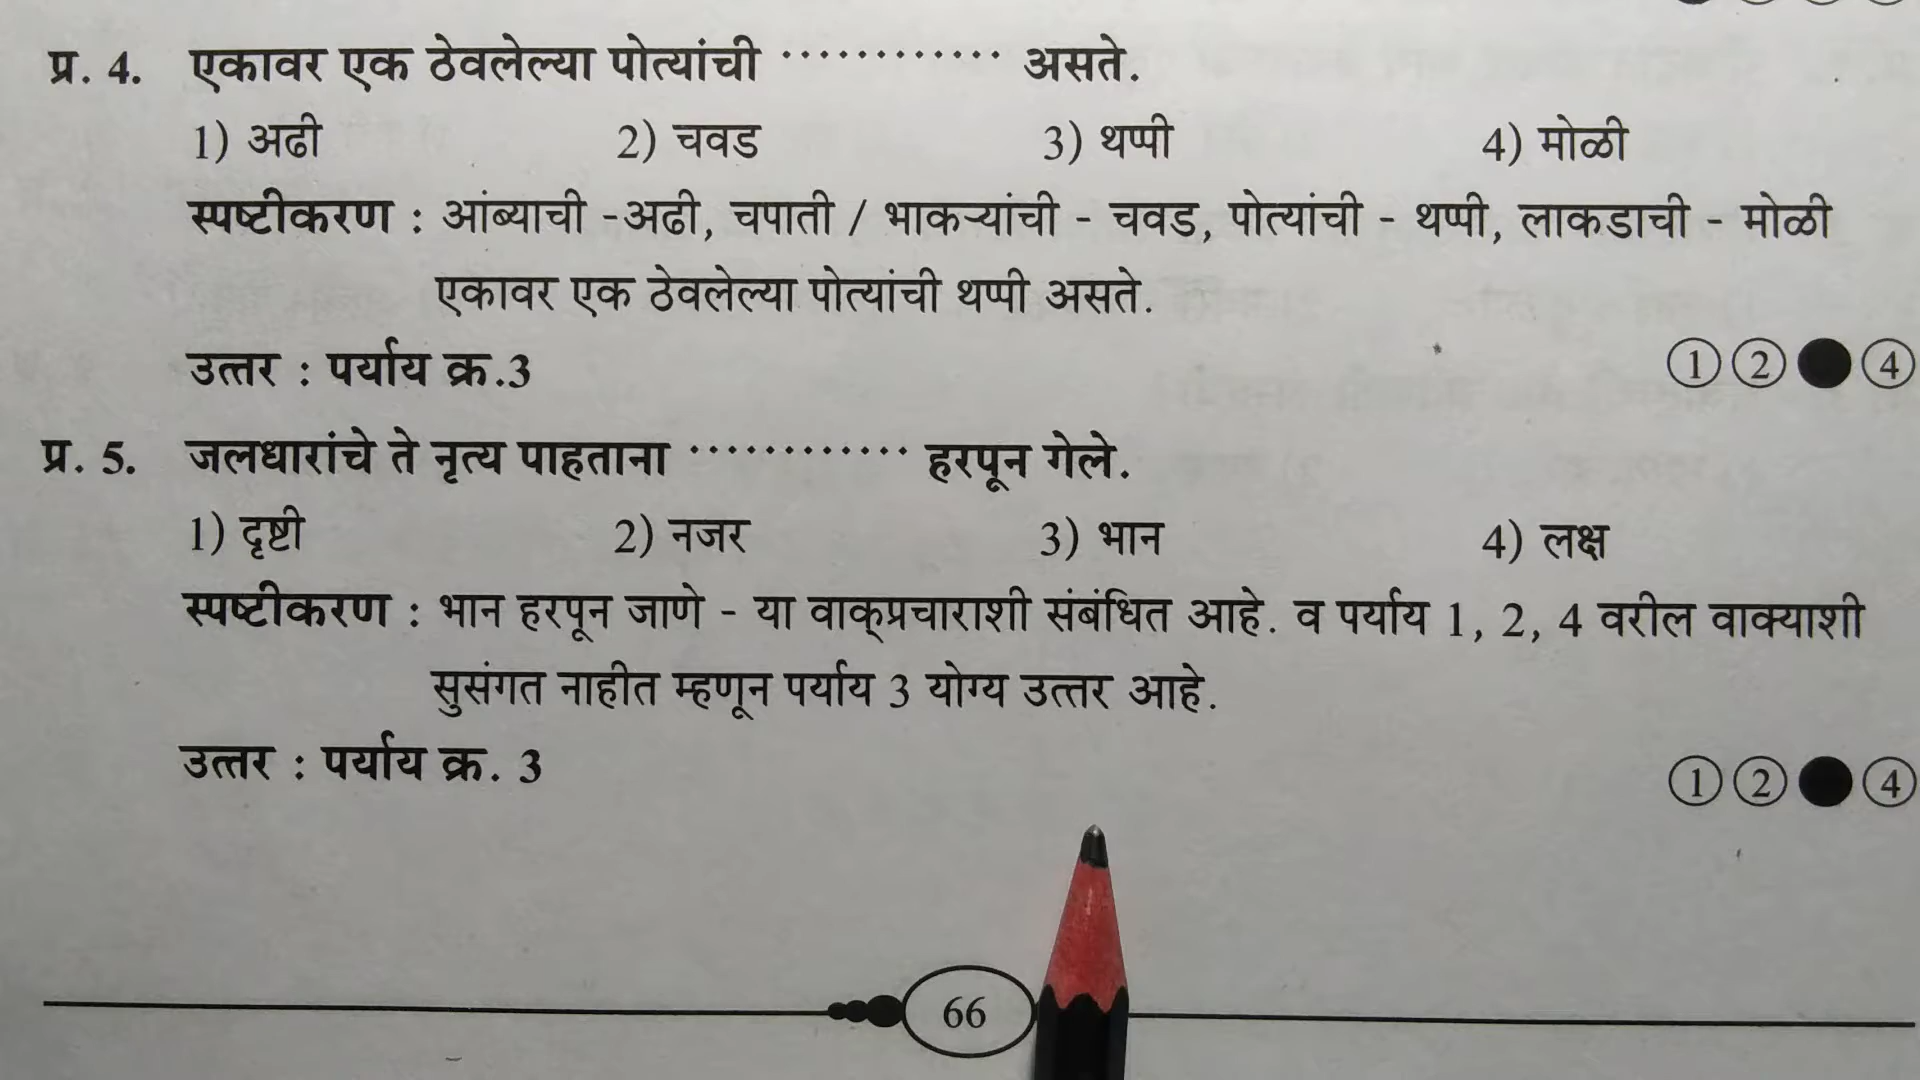 प्र. 4. एकावर एक ठेवलेल्या पोत्यांची ············ असते.
1) अढी 2) चवड 3) थप्पी 4) मोळी
स्पष्टीकरण : आंब्याची -अढी, चपाती / भाकऱ्यांची - चवड, पोत्यांची - थप्पी, लाकडाची - मोळी
एकावर एक ठेवलेल्या पोत्यांची थप्पी असते.
उत्तर : पर्याय क्र.3 ① ② ● ④
प्र. 5. जलधारांचे ते नृत्य पाहताना ············ हरपून गेले.
1) दृष्टी 2) नजर 3) भान 4) लक्ष
स्पष्टीकरण : भान हरपून जाणे - या वाक्‌प्रचाराशी संबंधित आहे. व पर्याय 1, 2, 4 वरील वाक्याशी
सुसंगत नाहीत म्हणून पर्याय 3 योग्य उत्तर आहे.
उत्तर : पर्याय क्र. 3 ① ② ● ④
66